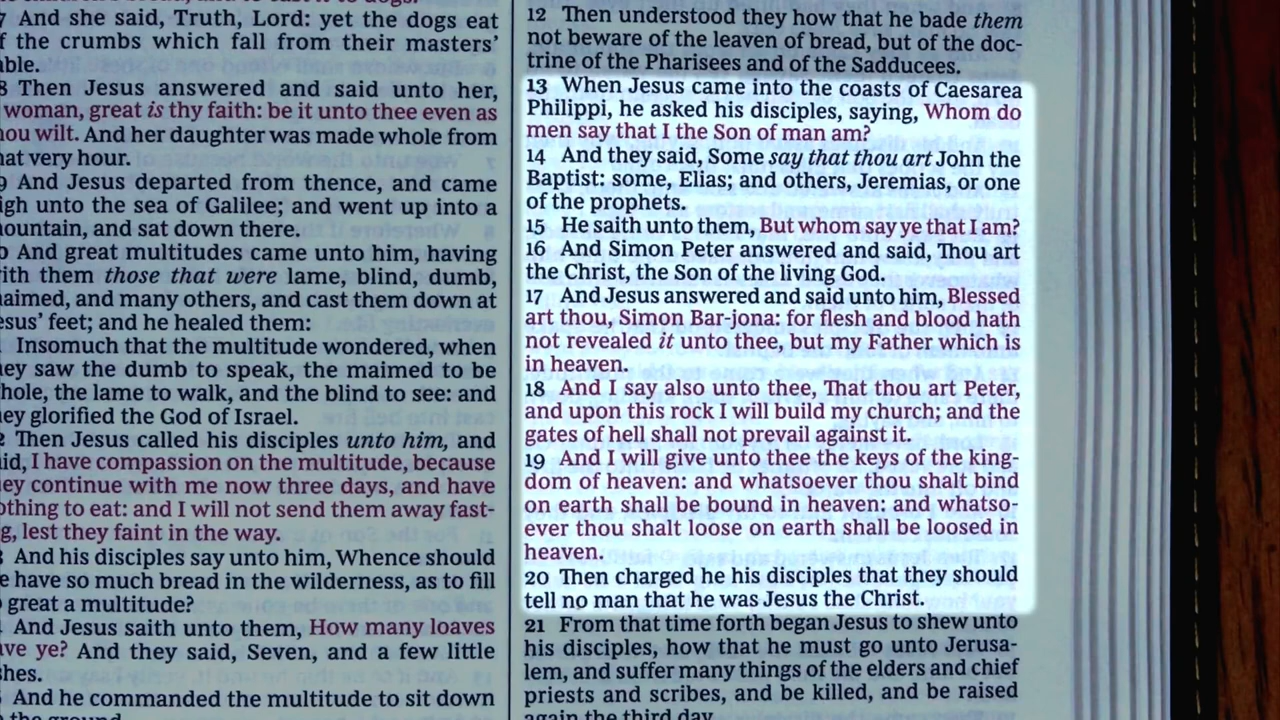 7 And she said, Truth, Lord: yet the dogs eat
f the crumbs which fall from their masters'
able.
8 Then Jesus answered and said unto her,
woman, great is thy faith: be it unto thee even as
hou wilt. And her daughter was made whole from
hat very hour.
9 And Jesus departed from thence, and came
igh unto the sea of Galilee; and went up into a
ountain, and sat down there.
And great multitudes came unto him, having
ith them those that were lame, blind, dumb,
aimed, and many others, and cast them down at
esus' feet; and he healed them:
Insomuch that the multitude wondered, when
ey saw the dumb to speak, the maimed to be
hole, the lame to walk, and the blind to see: and
ey glorified the God of Israel.
2 Then Jesus called his disciples unto him, and
id, I have compassion on the multitude, because
ey continue with me now three days, and have
othing to eat: and I will not send them away fast-
g, lest they faint in the way.
And his disciples say unto him, Whence should
e have so much bread in the wilderness, as to fill
great a multitude?
And Jesus saith unto them, How many loaves
ve ye? And they said, Seven, and a few little
hes.
And he commanded the multitude to sit down
the ground.
12 Then understood they how that he bade them
not beware of the leaven of bread, but of the doc-
trine of the Pharisees and of the Sadducees.
13 When Jesus came into the coasts of Caesarea
Philippi, he asked his disciples, saying, Whom do
men say that I the Son of man am?
14 And they said, Some say that thou art John the
Baptist: some, Elias; and others, Jeremias, or one
of the prophets.
15 He saith unto them, But whom say ye that I am?
16 And Simon Peter answered and said, Thou art
the Christ, the Son of the living God.
17 And Jesus answered and said unto him, Blessed
art thou, Simon Bar-jona: for flesh and blood hath
not revealed it unto thee, but my Father which is
in heaven.
18 And I say also unto thee, That thou art Peter,
and upon this rock I will build my church; and the
gates of hell shall not prevail against it.
19 And I will give unto thee the keys of the king-
dom of heaven: and whatsoever thou shalt bind
on earth shall be bound in heaven: and whatso-
ever thou shalt loose on earth shall be loosed in
heaven.
20 Then charged he his disciples that they should
tell no man that he was Jesus the Christ.
21 From that time forth began Jesus to shew unto
his disciples, how that he must go unto Jerusa-
lem, and suffer many things of the elders and chief
priests and scribes, and be killed, and be raised
again the third day.